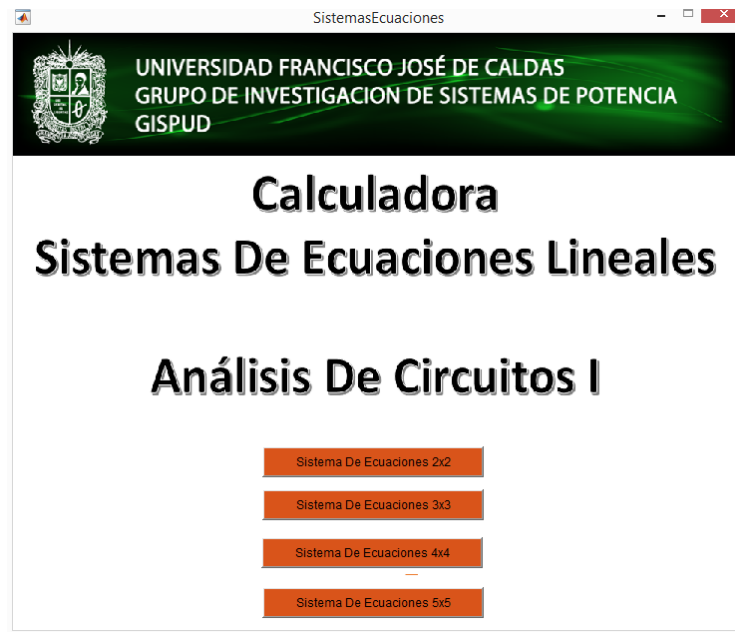 SistemasEcuaciones
UNIVERSIDAD FRANCISCO JOSÉ DE CALDAS
GRUPO DE INVESTIGACION DE SISTEMAS DE POTENCIA
GISPUD
Calculadora
Sistemas De Ecuaciones Lineales
Análisis De Circuitos I
Sistema De Ecuaciones 2x2
Sistema De Ecuaciones 3x3
Sistema De Ecuaciones 4x4
Sistema De Ecuaciones 5x5